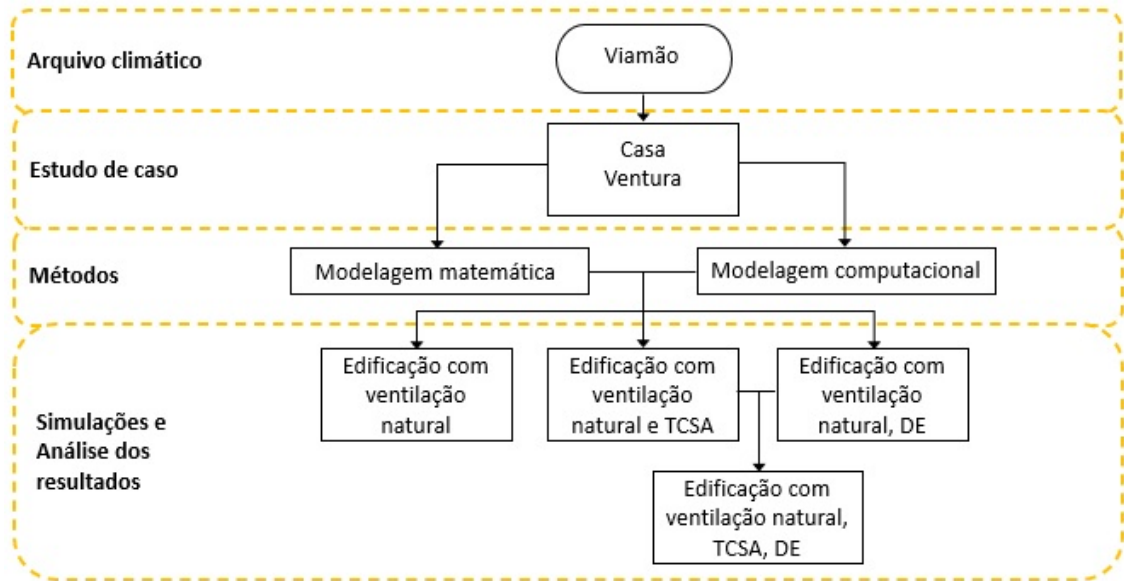 Arquivo climático
Viamão
Estudo de caso
Casa
Ventura
Métodos
Modelagem matemática
Modelagem computacional
Simulações e
Análise dos
resultados
Edificação com
ventilação
natural
Edificação com
ventilação
natural e TCSA
Edificação com
ventilação
natural, DE
Edificação com
ventilação natural,
TCSA, DE